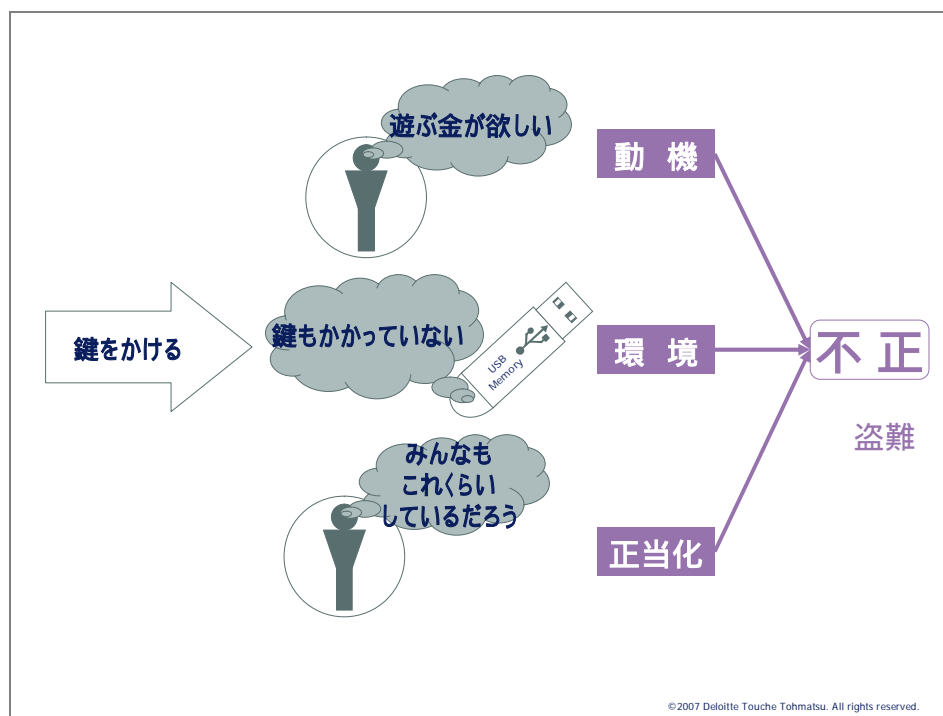 遊ぶ金が欲しい
動 機
鍵をかける
鍵もかかっていない
USB
Memory
環 境
不 正
盗難
みんなも
これくらい
しているだろう
正当化
©2007 Deloitte Touche Tohmatsu. All rights reserved.